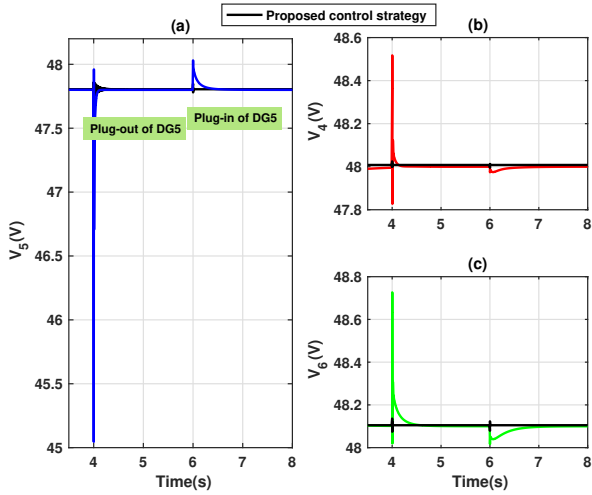 Proposed control strategy
(a)
48
47.5
47
46.5
46
45.5
45
V5(V)
Plug-out of DG5
Plug-in of DG5
4
5
6
7
8
Time(s)
(b)
48.6
48.4
48.2
48
47.8
V4(V)
4
5
6
7
8
(c)
48.8
48.6
48.4
48.2
48
V6(V)
4
5
6
7
8
Time(s)